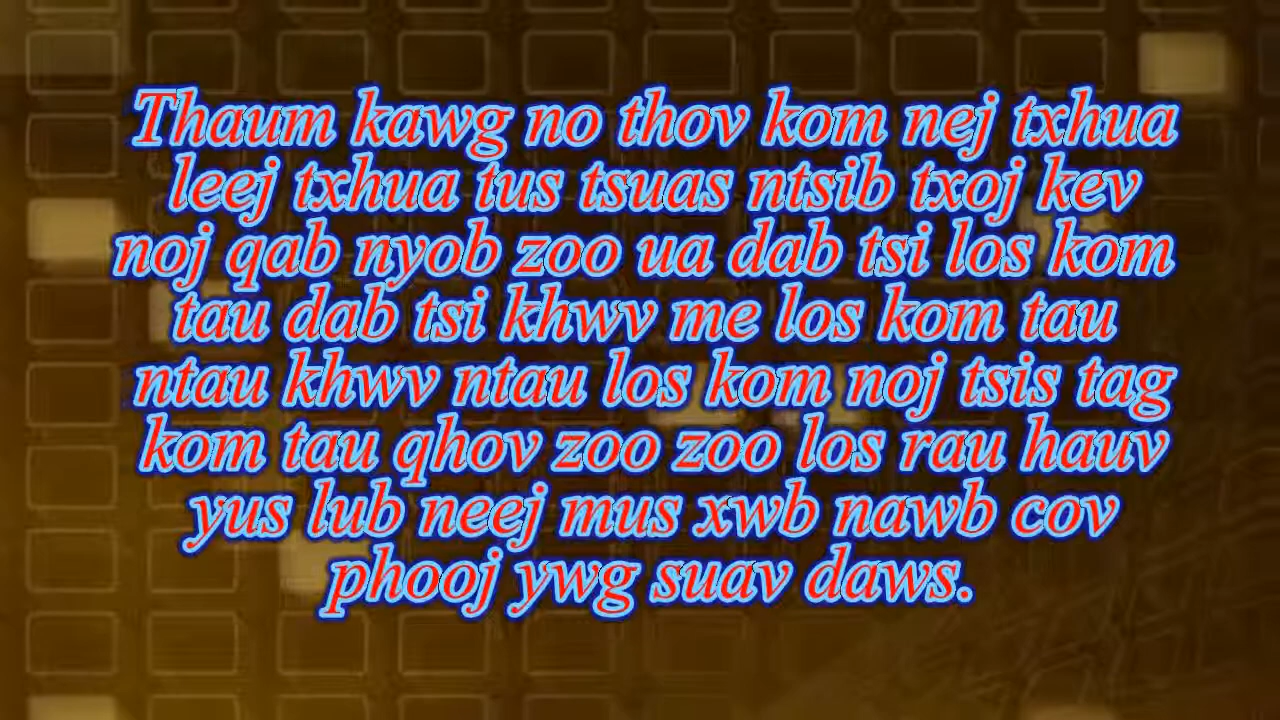 Thaum kawg no thov kom nej txhua
leej txhua tus tsuas ntsib txoj kev
noj qab nyob zoo ua dab tsi los kom
tau dab tsi khwv me los kom tau
ntau khwv ntau los kom noj tsis tag
kom tau qhov zoo zoo los rau hauv
yus lub neej mus xwb nawb cov
phooj ywg suav daws.